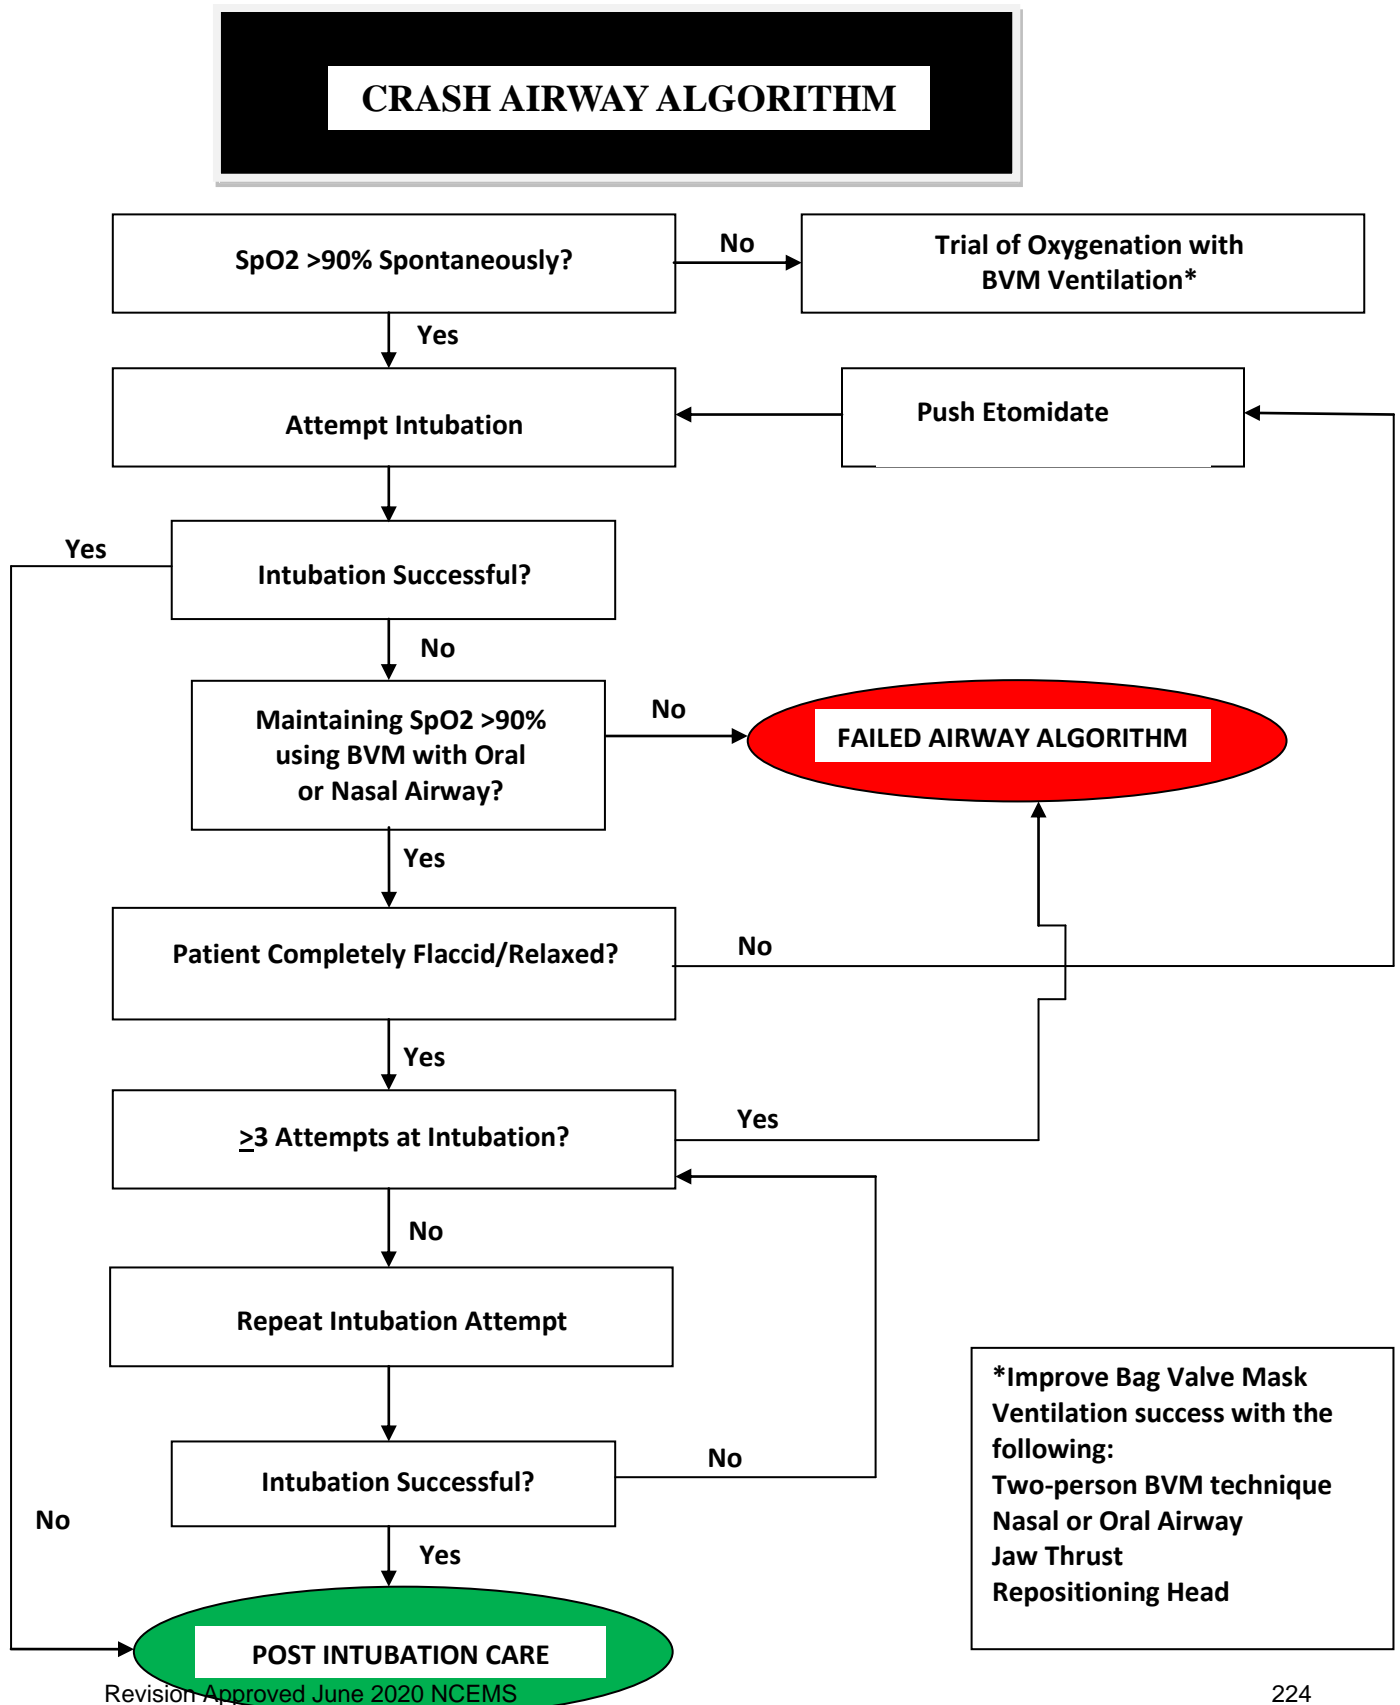 CRASH AIRWAY ALGORITHM
SpO2 >90% Spontaneously?
No
Trial of Oxygenation with
BVM Ventilation*
Yes
Attempt Intubation
Push Etomidate
Yes
Intubation Successful?
No
Maintaining SpO2 >90%
using BVM with Oral
or Nasal Airway?
No
FAILED AIRWAY ALGORITHM
Yes
Patient Completely Flaccid/Relaxed?
No
Yes
≥3 Attempts at Intubation?
Yes
No
Repeat Intubation Attempt
Intubation Successful?
No
No
Yes
POST INTUBATION CARE
*Improve Bag Valve Mask
Ventilation success with the
following:
Two-person BVM technique
Nasal or Oral Airway
Jaw Thrust
Repositioning Head
Revision Approved June 2020 NCEMS
224